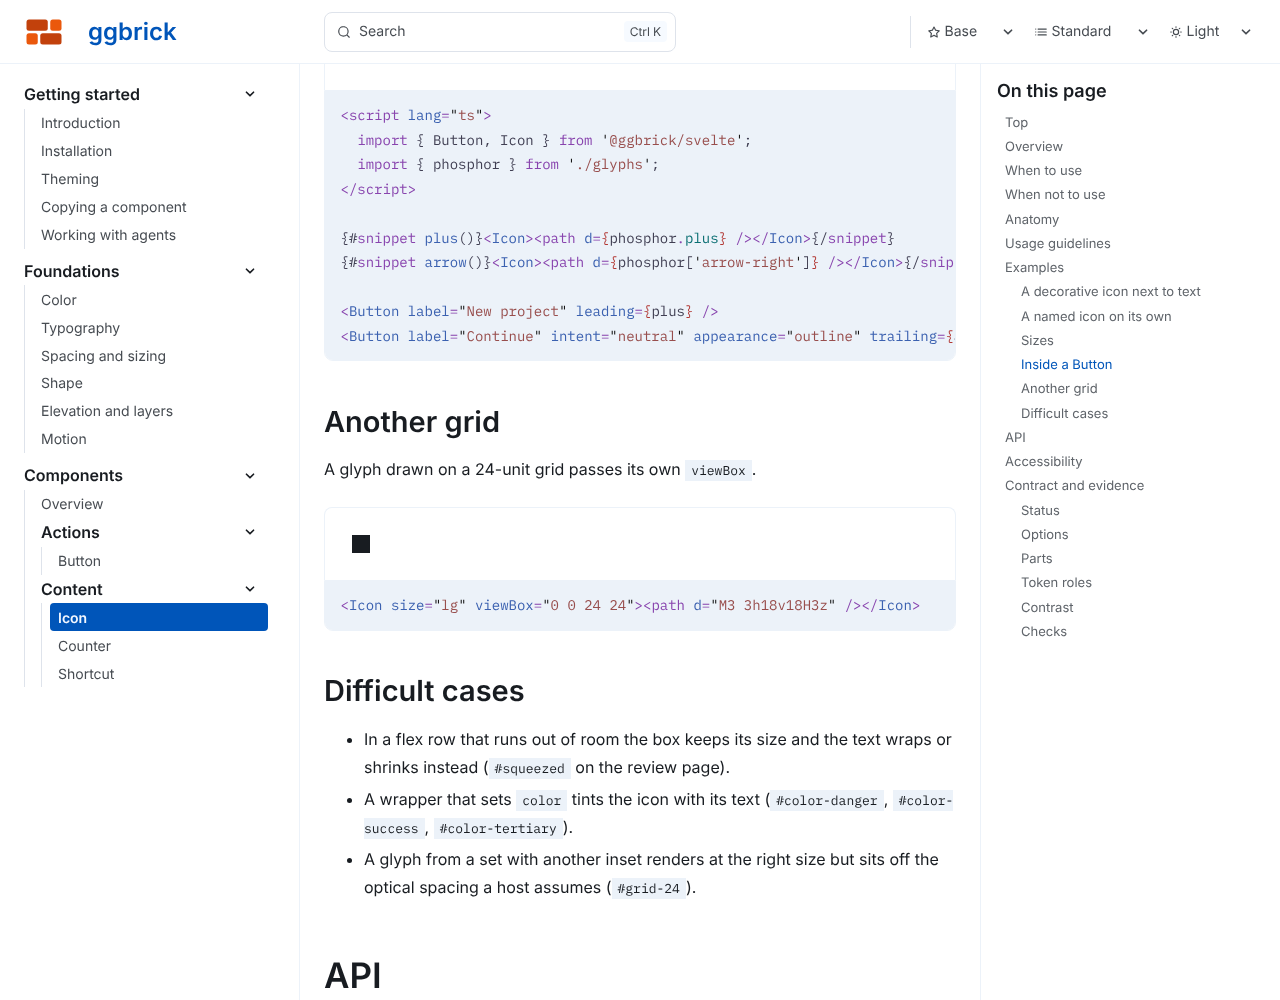 ggbrick
Search
Ctrl K
Base
Standard
Light
Getting started
Introduction
Installation
Theming
Copying a component
Working with agents
Foundations
Color
Typography
Spacing and sizing
Shape
Elevation and layers
Motion
Components
Overview
Actions
Button
Content
Icon
Counter
Shortcut
<script lang="ts">
  import { Button, Icon } from '@ggbrick/svelte';
  import { phosphor } from './glyphs';
</script>
{#snippet plus()}<Icon><path d={phosphor.plus} /></Icon>{/snippet}
{#snippet arrow()}<Icon><path d={phosphor['arrow-right']} /></Icon>{/snip
<Button label="New project" leading={plus} />
<Button label="Continue" intent="neutral" appearance="outline" trailing={
Another grid
A glyph drawn on a 24-unit grid passes its own viewBox.
<Icon size="lg" viewBox="0 0 24 24"><path d="M3 3h18v18H3z" /></Icon>
Difficult cases
• In a flex row that runs out of room the box keeps its size and the text wraps or
shrinks instead (#squeezed on the review page).
• A wrapper that sets color tints the icon with its text (#color-danger, #color-
success, #color-tertiary).
• A glyph from a set with another inset renders at the right size but sits off the
optical spacing a host assumes (#grid-24).
API
On this page
Top
Overview
When to use
When not to use
Anatomy
Usage guidelines
Examples
A decorative icon next to text
A named icon on its own
Sizes
Inside a Button
Another grid
Difficult cases
API
Accessibility
Contract and evidence
Status
Options
Parts
Token roles
Contrast
Checks